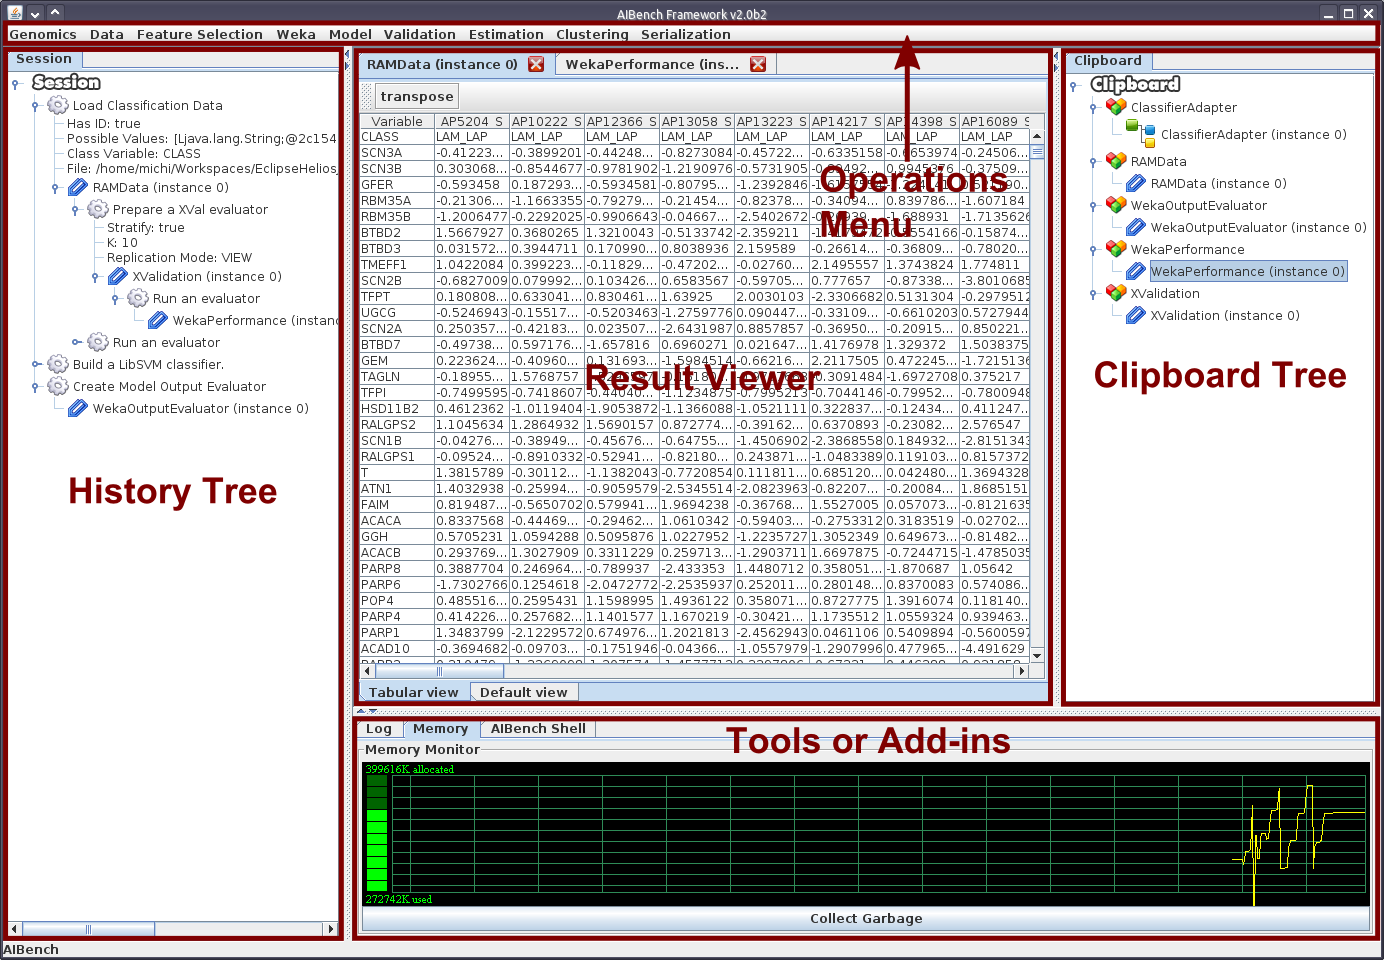 AIBench Framework v2.0b2
Genomics Data Feature Selection Weka Model Validation Estimation Clustering Serialization
Session
Session
Load Classification Data
Has ID: true
Possible Values: [Ljava.lang.String;@2c154
Class Variable: CLASS
File: /home/michi/Workspaces/EclipseHelios
RAMData (instance 0)
Prepare a XVal evaluator
Stratify: true
K: 10
Replication Mode: VIEW
XValidation (instance 0)
Run an evaluator
WekaPerformance (instanc
Run an evaluator
Build a LibSVM classifier.
Create Model Output Evaluator
WekaOutputEvaluator (instance 0)
History Tree
RAMData (instance 0) WekaPerformance (ins...
transpose
Variable AP5204_S AP10222_S AP12366_S AP13058_S AP13223_S AP14217_S AP14398_S AP16089_S
CLASS LAM_LAP LAM_LAP LAM_LAP LAM_LAP LAM_LAP LAM_LAP LAM_LAP LAM_LAP
SCN3A -0.41223... -0.3899201 -0.44248... -0.8273084 -0.45722... -0.6335158 -0.6653974 -0.24506...
SCN3B 0.303068... -0.8544677 -0.9781902 -1.2190976 -0.5731905 0.9945376 -0.37509...
GFER -0.593458 0.187293... -0.5934581 -0.80795... -1.2392846
RBM35A -0.21306... -1.1663355 -0.79279... -0.21454... -0.82378... -0.34094... 0.839786... -1.607184
RBM35B -1.2006477 -0.2292025 -0.9906643 -0.04667... -2.5402672 -1.688931 -1.7135626
BTBD2 1.5667927 0.3680265 1.3210043 -0.5133742 -2.359211 -0.15874...
BTBD3 0.031572... 0.3944711 0.170990... 0.8038936 2.159589 -0.26614... -0.36809... -0.78020...
TMEFF1 1.0422084 0.399223... -0.11829... -0.47202... -0.02760... 2.1495557 1.3743824 1.774811
SCN2B -0.6827009 0.079992... 0.103426... 0.6583567 -0.59705... 0.777657 -0.87338... -3.8010685
TFPT 0.180808... 0.633041... 0.830461... 1.63925 2.0030103 -2.3306682 0.5131304 -0.2979512
UGCG -0.5246943 -0.15517... -0.5203463 -1.2759776 0.090447... -0.33109... -0.6610203 0.5727944
SCN2A 0.250357... -0.42183... 0.023507... -2.6431987 0.8857857 -0.36950... -0.20915... 0.850221...
BTBD7 -0.49738... 0.597176... -1.657816 0.6960271 0.021647... 1.4176978 1.329372 1.5038375
GEM 0.223624... -0.40960... 0.131693... -1.5984514 -0.66216... 2.2117505 0.472245... -1.7215136
TAGLN -0.18955... 1.5768757 0.3091484 -1.6972708 0.375217
TFPI -0.7499595 -0.7418607 -0.44040... -1.1234875 -0.7995213 -0.7044146 -0.79952... -0.7800948
HSD11B2 0.4612362 -1.0119404 -1.9053872 -1.1366088 -1.0521111 0.322837... -0.12434... 0.411247...
RALGPS2 1.1045634 1.2864932 1.5690157 0.872774... -0.39162... 0.6370893 -0.23082... 2.576547
SCN1B -0.04276... -0.38949... -0.45676... -0.64755... -1.4506902 -2.3868558 0.184932... -2.8151343
RALGPS1 -0.09524... -0.8910332 -0.52941... -0.82180... 0.243871... -1.0483389 0.119103... 0.8157372
T 1.3815789 -0.30112... -1.1382043 -0.7720854 0.111811... 0.685120... 0.042480... 1.3694328
ATN1 1.4032938 -0.25994... -0.9059579 -2.5345514 -2.0823963 -0.82207... -0.20084... 1.8685151
FAIM 0.819487... -0.5650702 0.579941... 1.9694238 -0.36768... 1.5527005 0.057073... -0.8121635
ACACA 0.8337568 -0.44469... -0.29462... 1.0610342 -0.59403... -0.2753312 0.3183519 -0.02702...
GGH 0.5705231 1.0594288 0.5095876 1.0227952 -1.2235727 1.3052349 0.649673... -0.81482...
ACACB 0.293769... 1.3027909 0.3311229 0.259713... -1.2903711 1.6697875 -0.7244715 -1.4785035
PARP8 0.3887704 0.246964... -0.789937 -2.433353 1.4480712 0.358051... -1.870687 1.05642
PARP6 -1.7302766 0.1254618 -2.0472772 -2.2535937 0.252011... 0.280148... 0.8370083 0.574086...
POP4 0.485516... 0.2595431 1.1598995 1.4936122 0.358071... 0.8727775 1.3916074 0.118140...
PARP4 0.414226... 0.257682... 1.1401577 1.1670219 -0.30421... 1.1735512 1.0559324 0.939463...
PARP1 1.3483799 -2.1229572 0.674976... 1.2021813 -2.4562943 0.0461106 0.5409894 -0.5600597
ACAD10 -0.3694682 -0.09703... -0.1751946 -0.04366... -1.0557979 -1.2907996 0.477965... -4.491629
Operations
Menu
Result Viewer
Tabular view Default view
Clipboard
Clipboard
ClassifierAdapter
ClassifierAdapter (instance 0)
RAMData
RAMData (instance 0)
WekaOutputEvaluator
WekaOutputEvaluator (instance 0)
WekaPerformance
WekaPerformance (instance 0)
XValidation
XValidation (instance 0)
Clipboard Tree
Log Memory AIBench Shell
Tools or Add-ins
Memory Monitor
399616K allocated
272742K used
Collect Garbage
AIBench